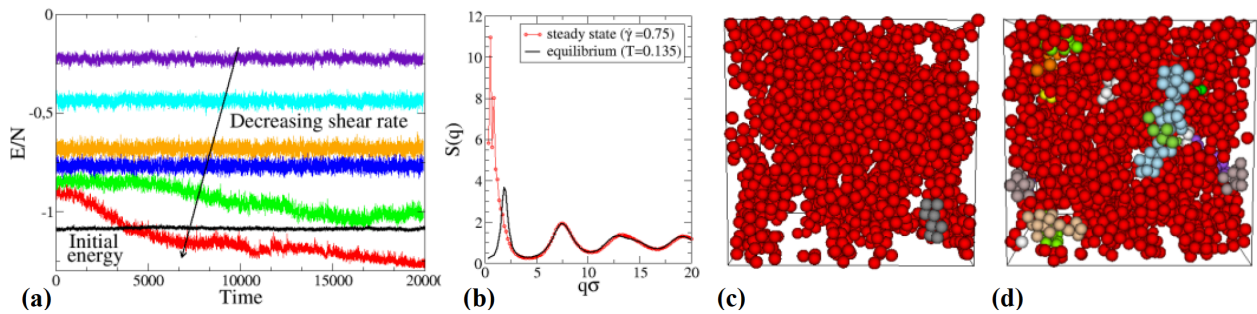 0
-0,5
-1
E/N
Decreasing shear rate
Initial
energy
0
5000
10000
15000
20000
Time
(a)
12
10
8
6
4
2
0
S(q)
steady state (γ̇=0.75)
equilibrium (T=0.135)
0
5
10
15
20
qσ
(b)
(c)
(d)